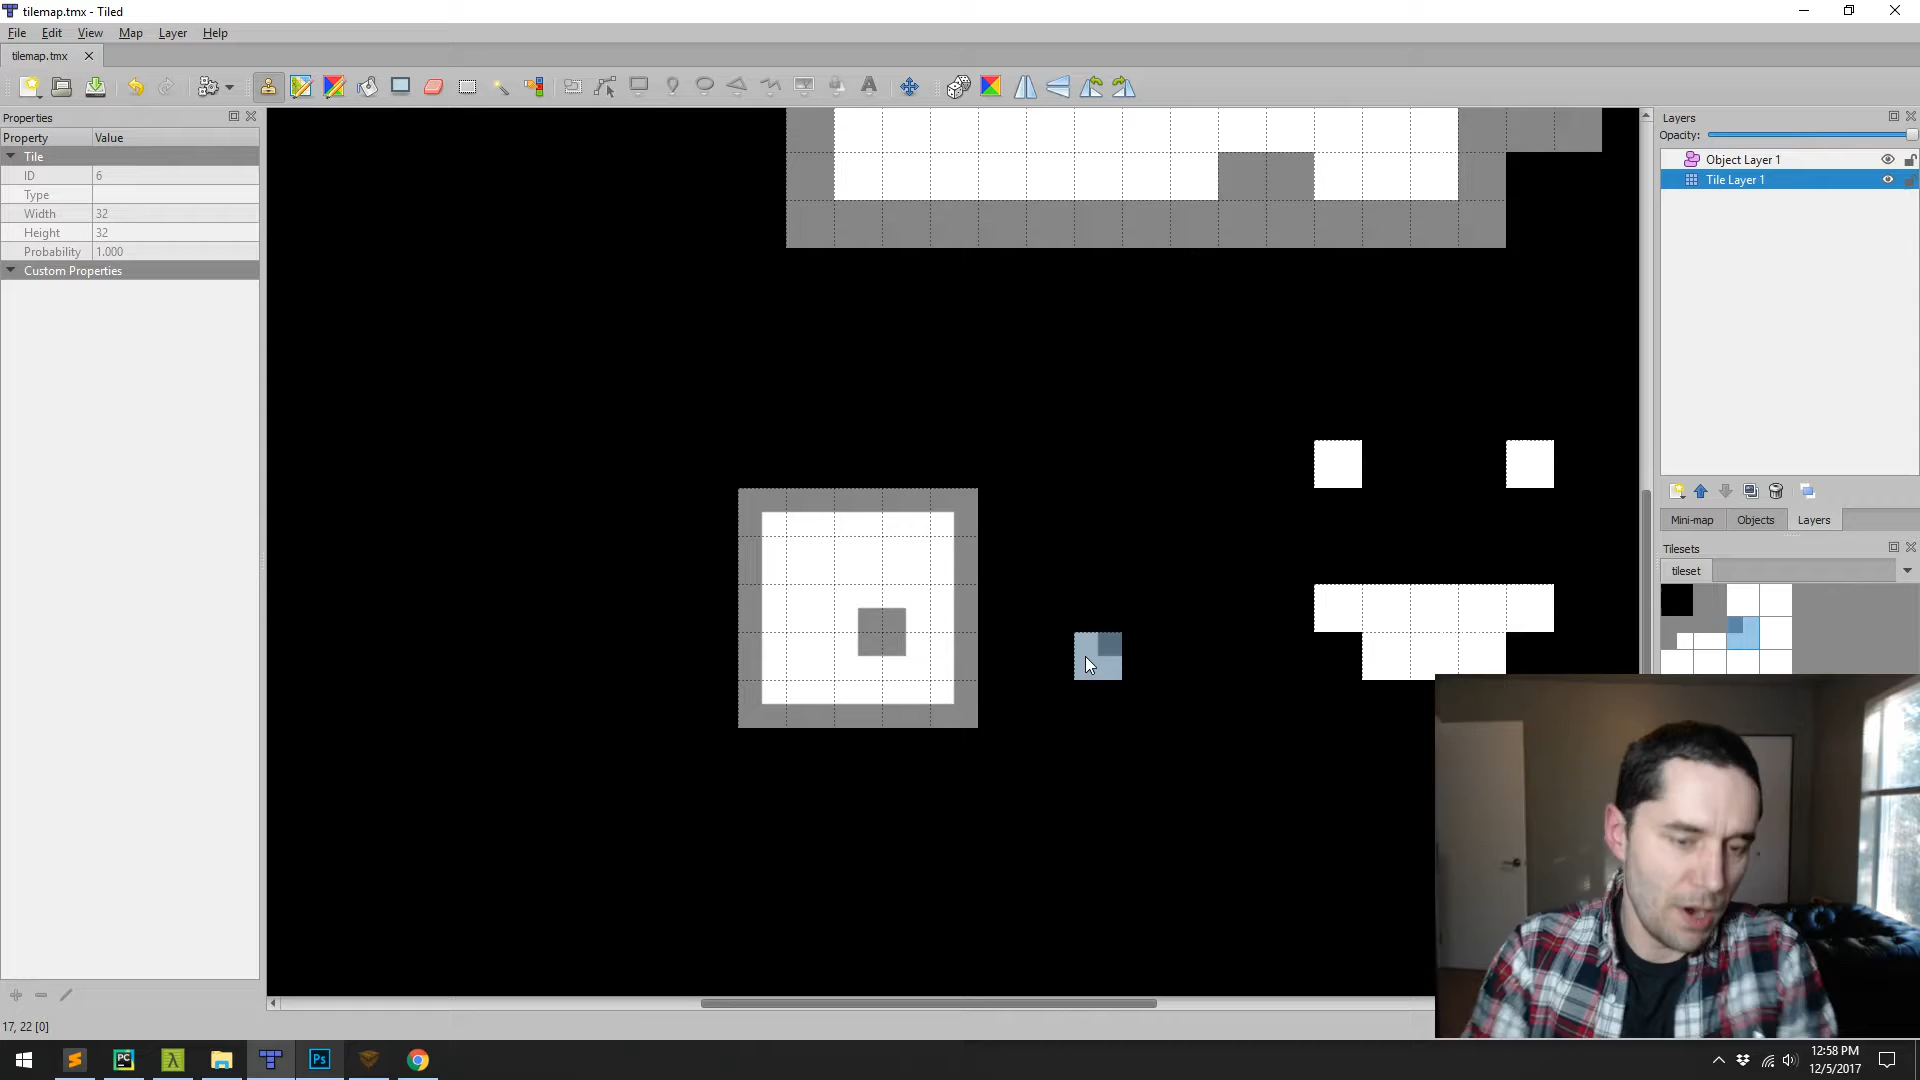 tilemap.tmx - Tiled
File Edit View Map Layer Help
tilemap.tmx
Properties
Property Value
Tile
ID 6
Type
Width 32
Height 32
Probability 1.000
Custom Properties
17, 22 [0]
Layers
Opacity:
Object Layer 1
Tile Layer 1
Mini-map Objects Layers
Tilesets
tileset
PC
Ps
12:58 PM
12/5/2017